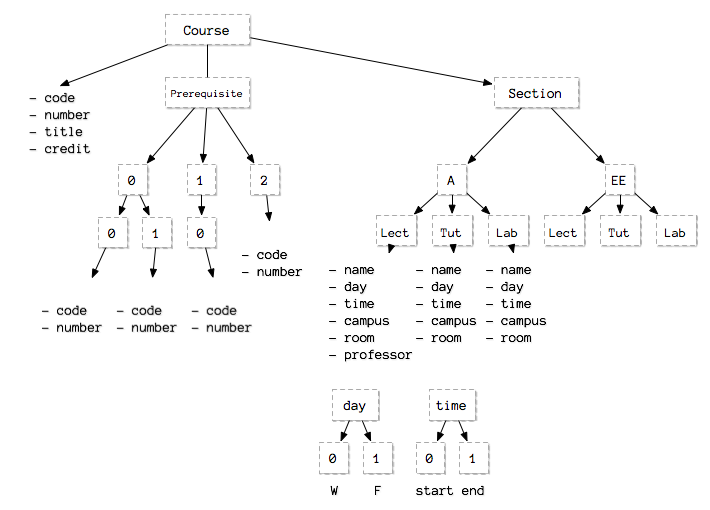 Course
- code
- number
- title
- credit
Prerequisite
Section
0 1 2
A EE
0 1 0
Lect Tut Lab Lect Tut Lab
- code
- number
- code
- number
- code
- number
- code
- number
- name
- day
- time
- campus
- room
- professor
- name
- day
- time
- campus
- room
- name
- day
- time
- campus
- room
day time
0 1 0 1
W F start end